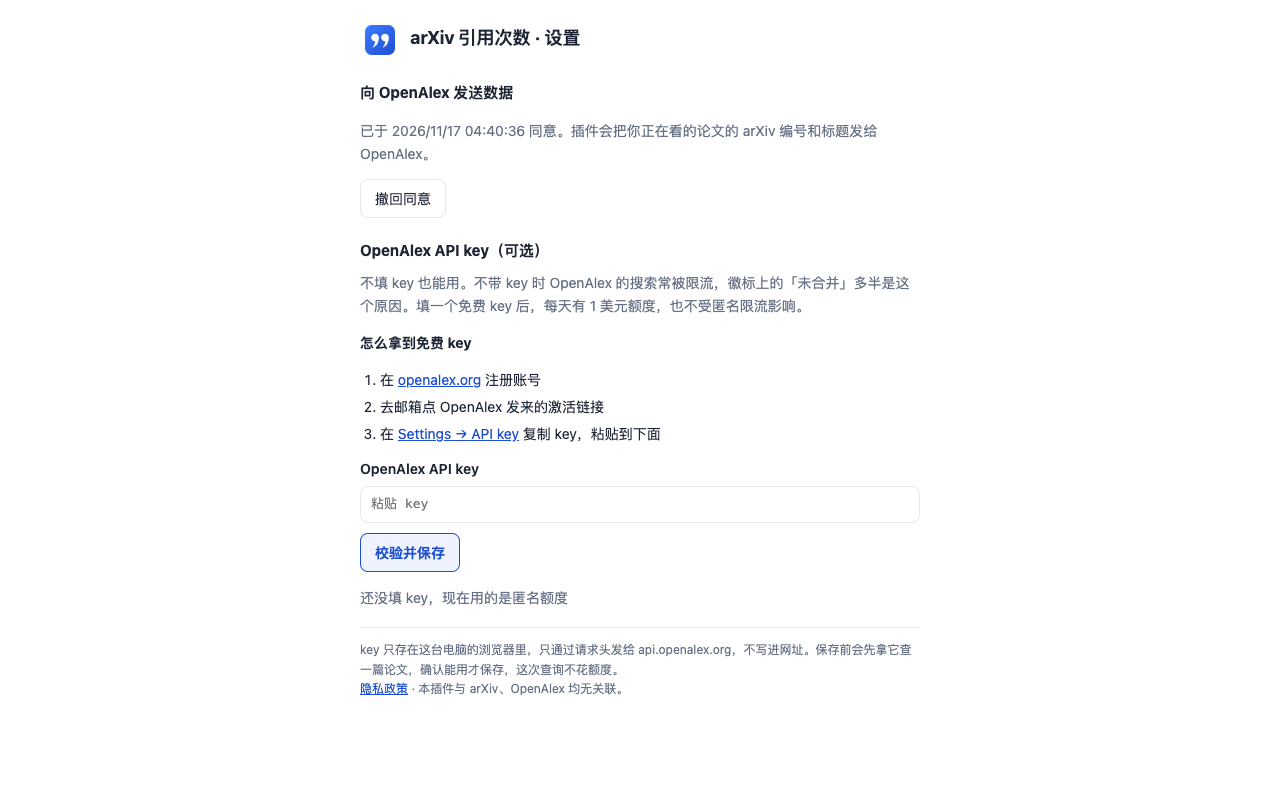 arXiv 引用次数 · 设置
向 OpenAlex 发送数据
已于 2026/11/17 04:40:36 同意。插件会把你正在看的论文的 arXiv 编号和标题发给
OpenAlex。
撤回同意
OpenAlex API key（可选）
不填 key 也能用。不带 key 时 OpenAlex 的搜索常被限流，徽标上的「未合并」多半是这
个原因。填一个免费 key 后，每天有 1 美元额度，也不受匿名限流影响。
怎么拿到免费 key
1. 在 openalex.org 注册账号
2. 去邮箱点 OpenAlex 发来的激活链接
3. 在 Settings → API key 复制 key，粘贴到下面
OpenAlex API key
粘贴 key
校验并保存
还没填 key，现在用的是匿名额度
key 只存在这台电脑的浏览器里，只通过请求头发给 api.openalex.org，不写进网址。保存前会先拿它查
一篇论文，确认能用才保存，这次查询不花额度。
隐私政策 · 本插件与 arXiv、OpenAlex 均无关联。